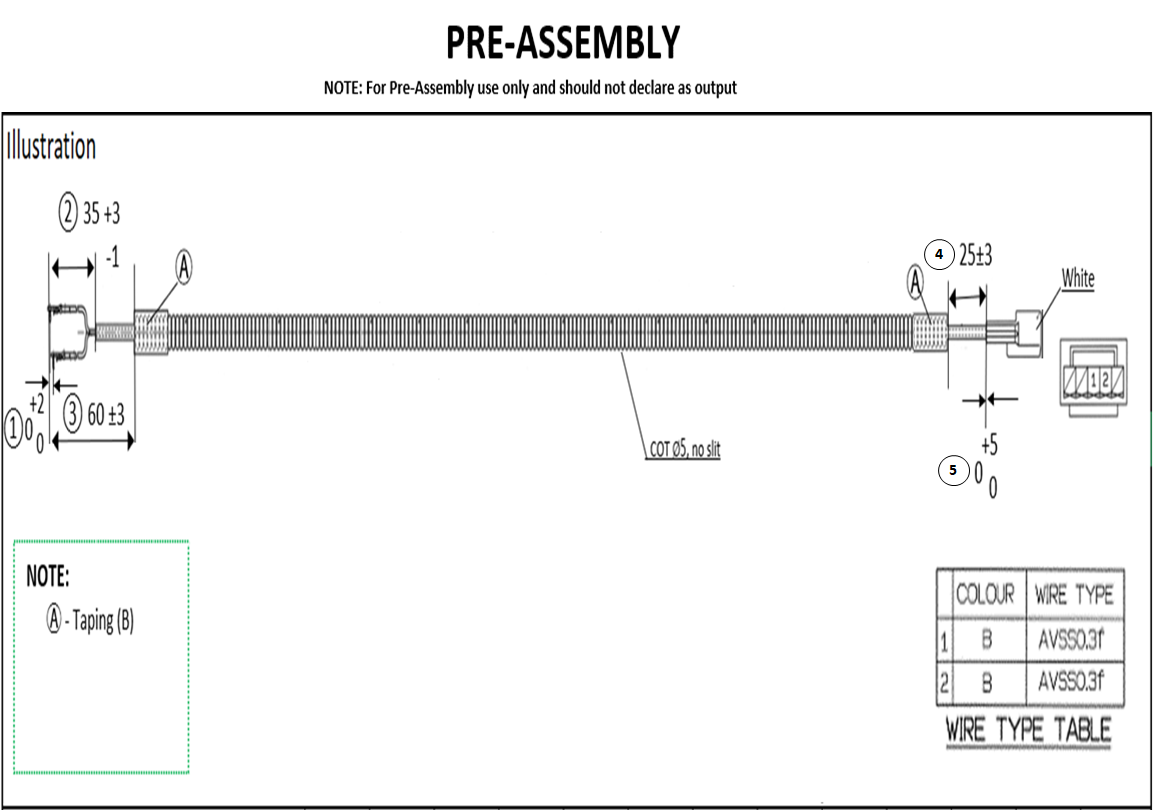 PRE-ASSEMBLY
NOTE: For Pre-Assembly use only and should not declare as output
Illustration
2 35 +3
-1
A
4 25±3
A
White
1 2
+2
1 0
0
3 60 ±3
COT Ø5, no slit
+5
5 0
0
NOTE:
A - Taping (B)
COLOUR WIRE TYPE
1 B AVSS0.3f
2 B AVSS0.3f
WIRE TYPE TABLE